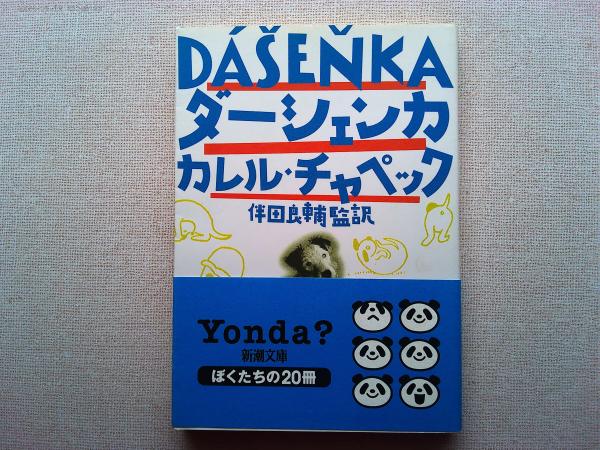 DÁŠEŇKA
ダーシェンカ
カレル・チャペック
伴田良輔監訳
Yonda?
新潮文庫
ぼくたちの20冊